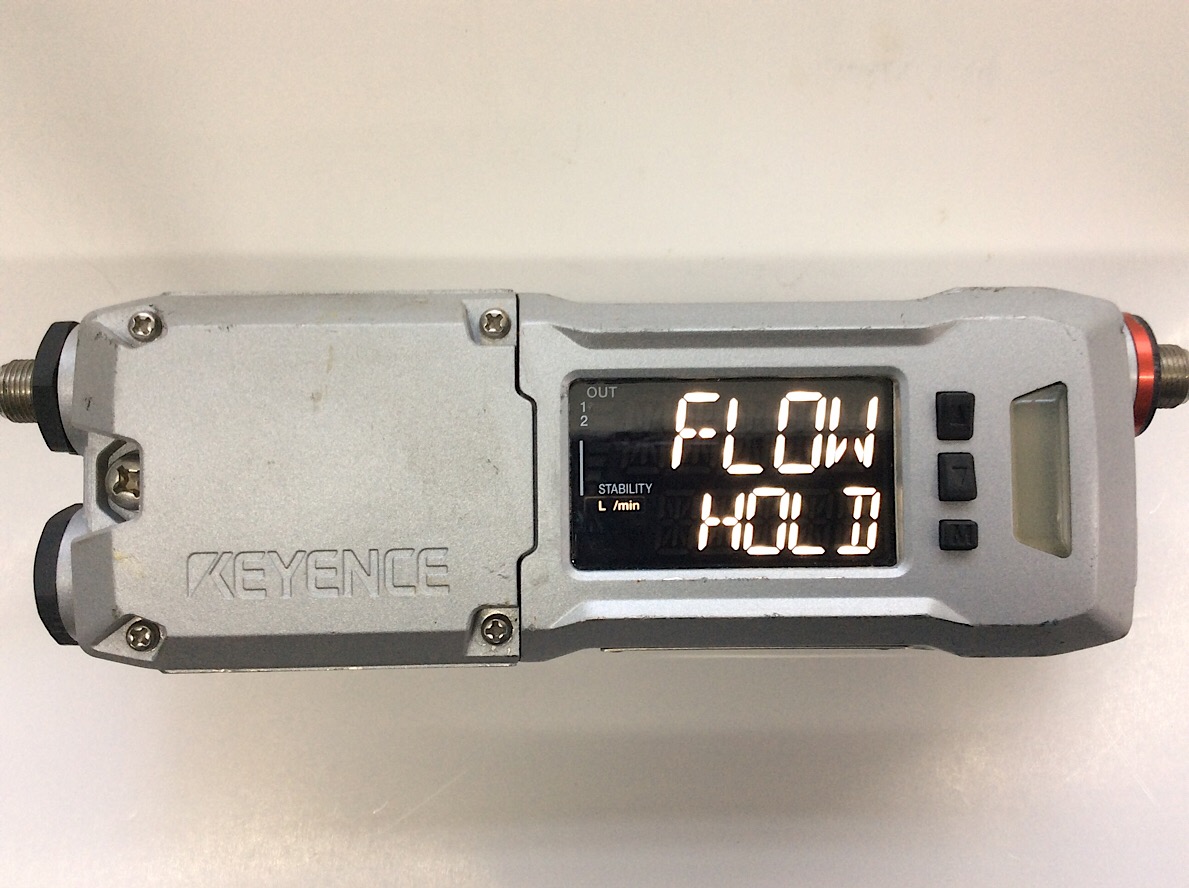 KEYENCE
OUT
1
2
FLOW
STABILITY
L /min
HOLD